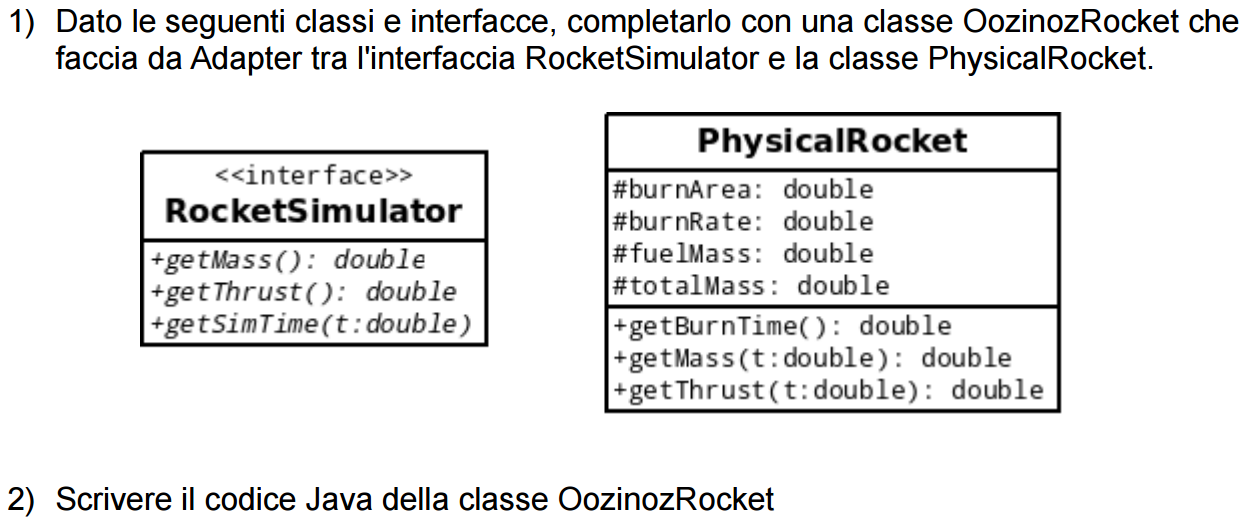 1) Dato le seguenti classi e interfacce, completarlo con una classe OozinozRocket che
faccia da Adapter tra l'interfaccia RocketSimulator e la classe PhysicalRocket.
<<interface>>
RocketSimulator
+getMass(): double
+getThrust(): double
+getSimTime(t:double)
PhysicalRocket
#burnArea: double
#burnRate: double
#fuelMass: double
#totalMass: double
+getBurnTime(): double
+getMass(t:double): double
+getThrust(t:double): double
2) Scrivere il codice Java della classe OozinozRocket